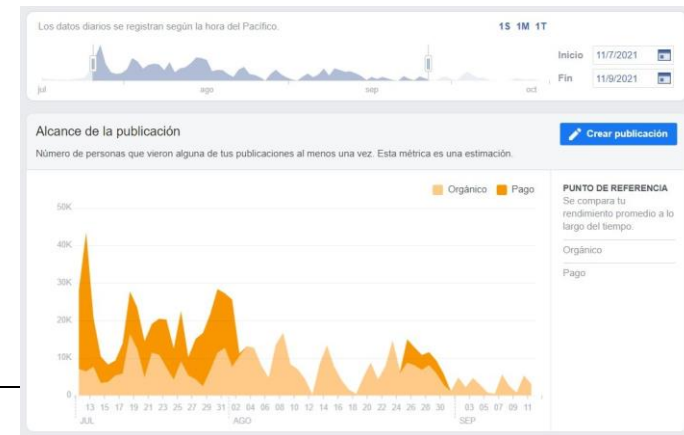 Los datos diarios se registran según la hora del Pacífico.
1S 1M 1T
Inicio 11/7/2021
Fin 11/9/2021
jul ago sep oct
Alcance de la publicación
Crear publicación
Número de personas que vieron alguna de tus publicaciones al menos una vez. Esta métrica es una estimación.
Orgánico Pago
50K
40K
30K
20K
10K
0
13 15 17 19 21 23 25 27 29 31 02 04 06 08 10 12 14 16 18 20 22 24 26 28 30 03 05 07 09 11
JUL AGO SEP
PUNTO DE REFERENCIA
Se compara tu
rendimiento promedio a lo
largo del tiempo.
Orgánico
Pago